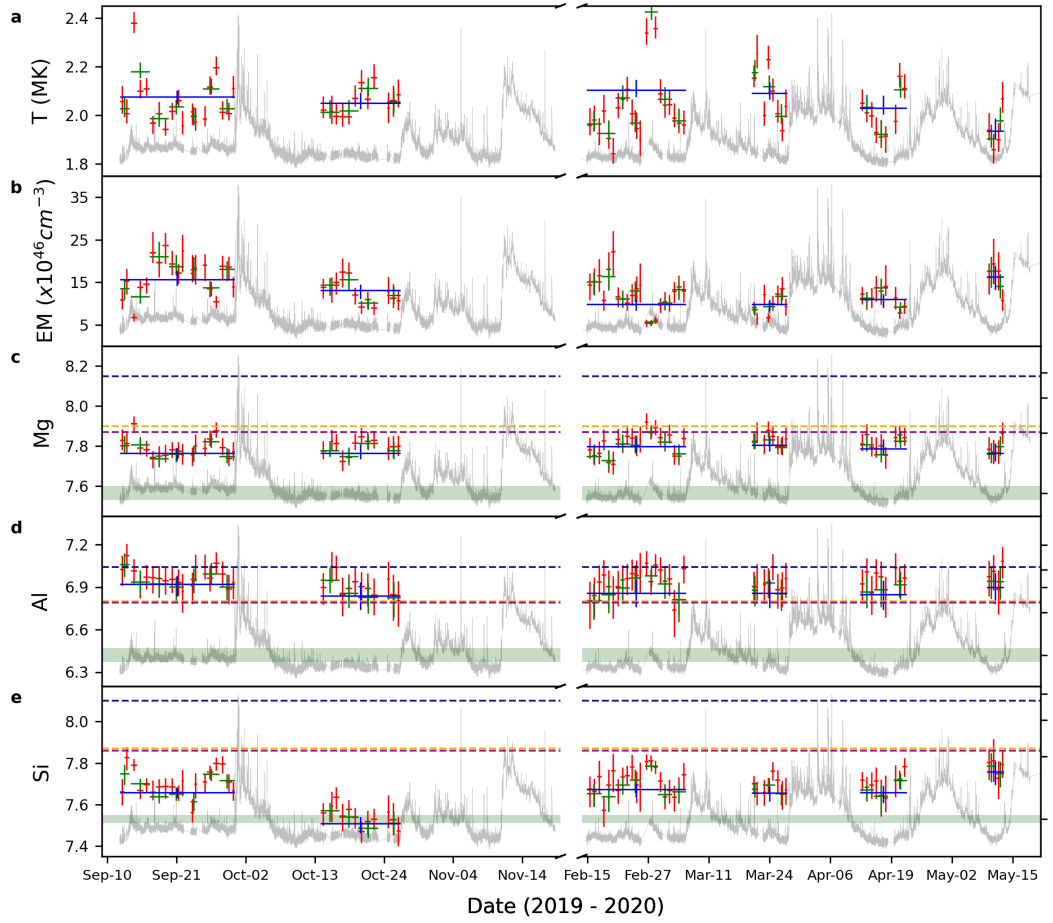 a
T (MK)
2.4
2.2
2.0
1.8
b
EM (x10^{46}cm^{−3})
35
25
15
5
c
Mg
8.2
8.0
7.8
7.6
d
Al
7.2
6.9
6.6
6.3
e
Si
8.0
7.8
7.6
7.4
Sep-10 Sep-21 Oct-02 Oct-13 Oct-24 Nov-04 Nov-14 Feb-15 Feb-27 Mar-11 Mar-24 Apr-06 Apr-19 May-02 May-15
Date (2019 - 2020)